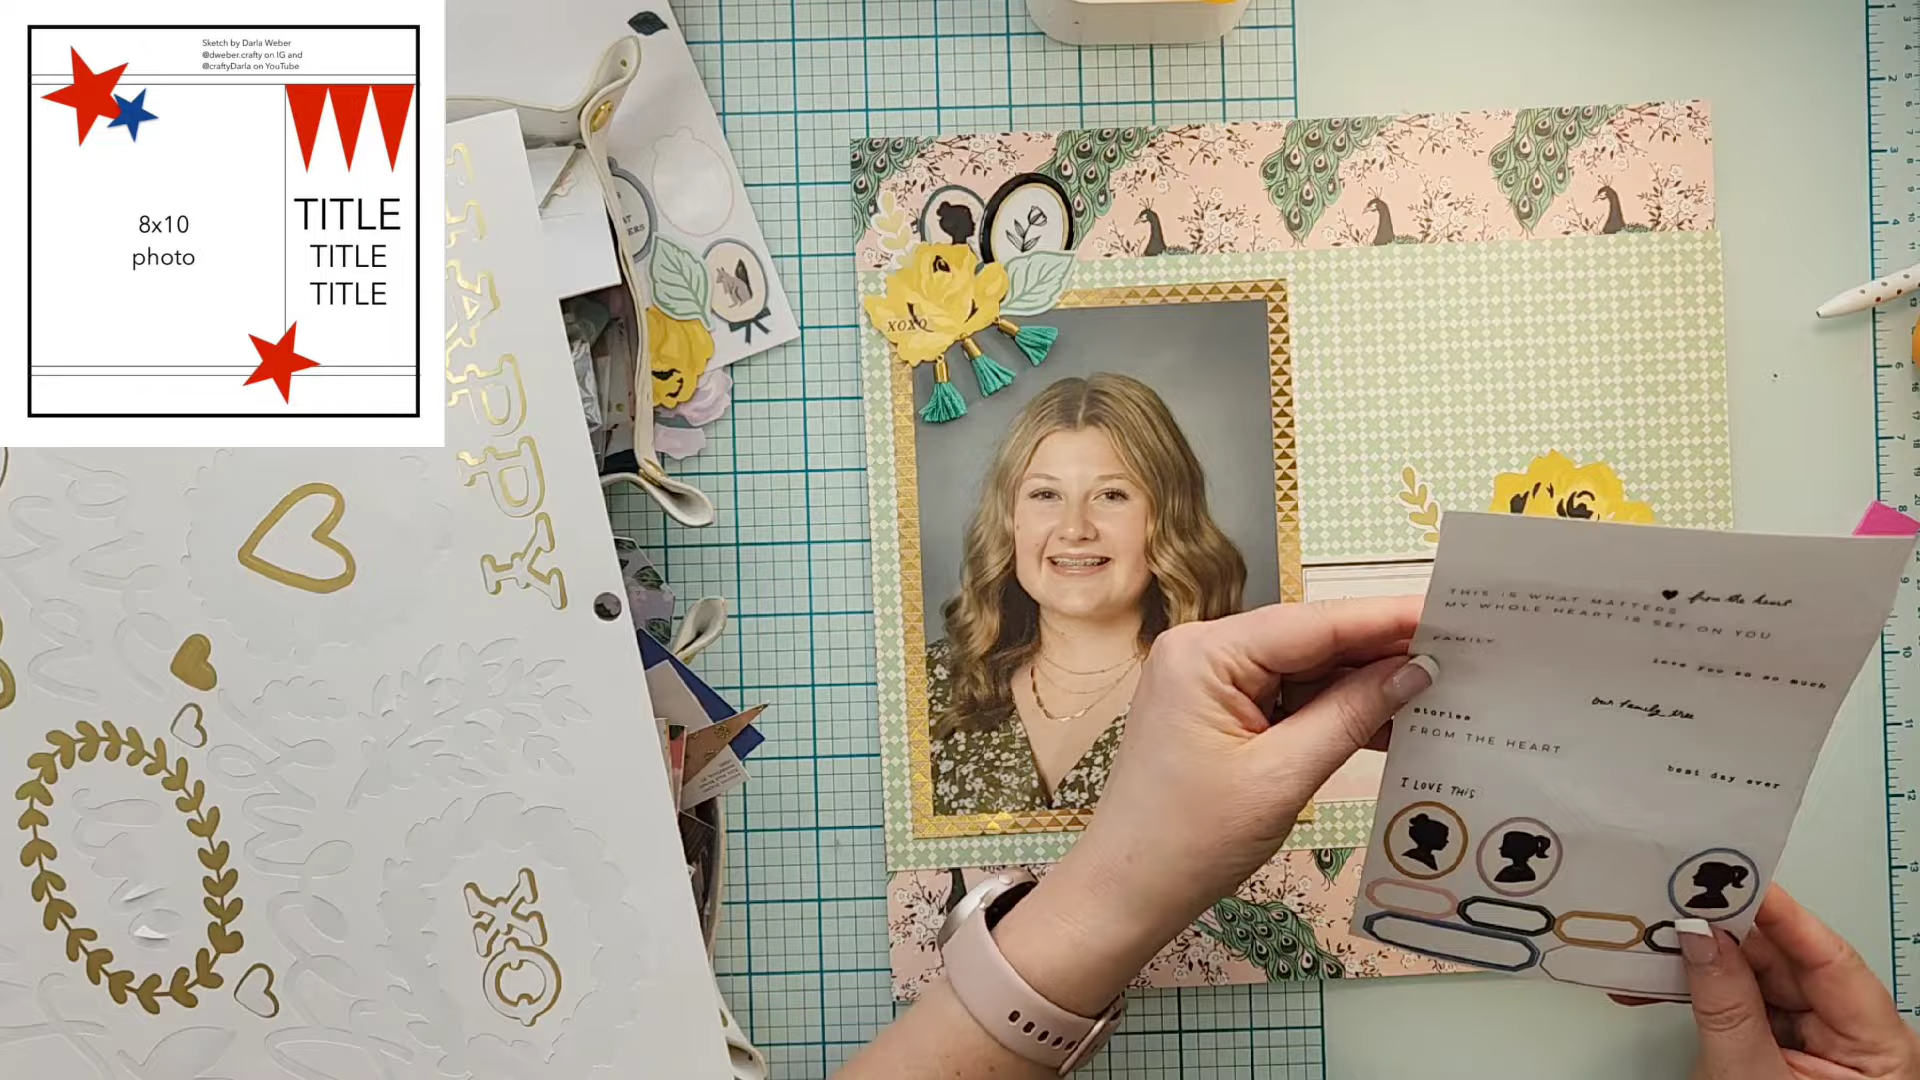 Sketch by Darla Weber
@dweber.crafty on IG and
@craftyDarla on YouTube
8x10
photo
TITLE
TITLE
TITLE
HAPPY
XO
XOXO
THIS IS WHAT MATTERS
from the heart
MY WHOLE HEART IS SET ON YOU
FAMILY
love you so so much
our family tree
stories
FROM THE HEART
best day ever
I LOVE THIS